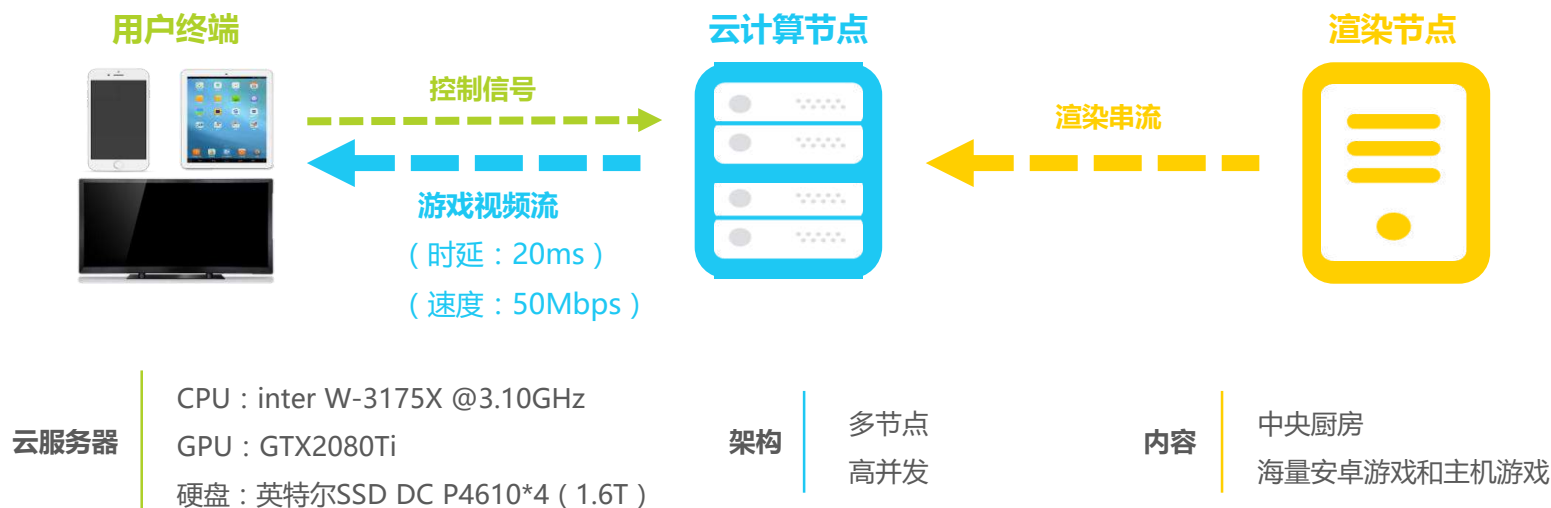 用户终端
云计算节点
渲染节点
控制信号
渲染串流
游戏视频流
（时延：20ms）
（速度：50Mbps）
云服务器
CPU：inter W-3175X @3.10GHz
GPU：GTX2080Ti
硬盘：英特尔SSD DC P4610*4（1.6T）
架构
多节点
高并发
内容
中央厨房
海量安卓游戏和主机游戏